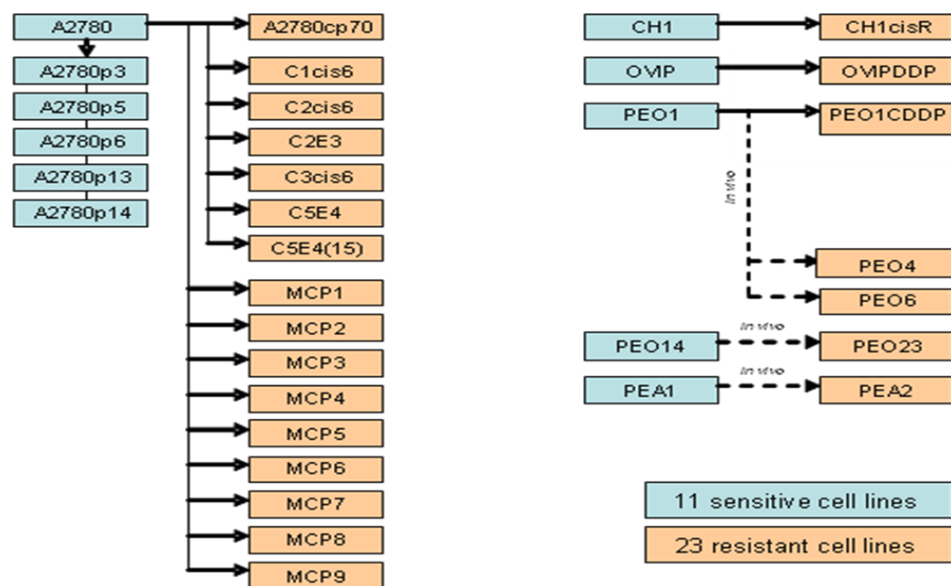 A2780
A2780p3
A2780p5
A2780p6
A2780p13
A2780p14
A2780cp70
C1cis6
C2cis6
C2E3
C3cis6
C5E4
C5E4(15)
MCP1
MCP2
MCP3
MCP4
MCP5
MCP6
MCP7
MCP8
MCP9
CH1
CH1cisR
OVIP
OVIPDDP
PEO1
PEO1CDDP
In vivo
PEO4
PEO6
PEO14
In vivo
PEO23
PEA1
In vivo
PEA2
11 sensitive cell lines
23 resistant cell lines